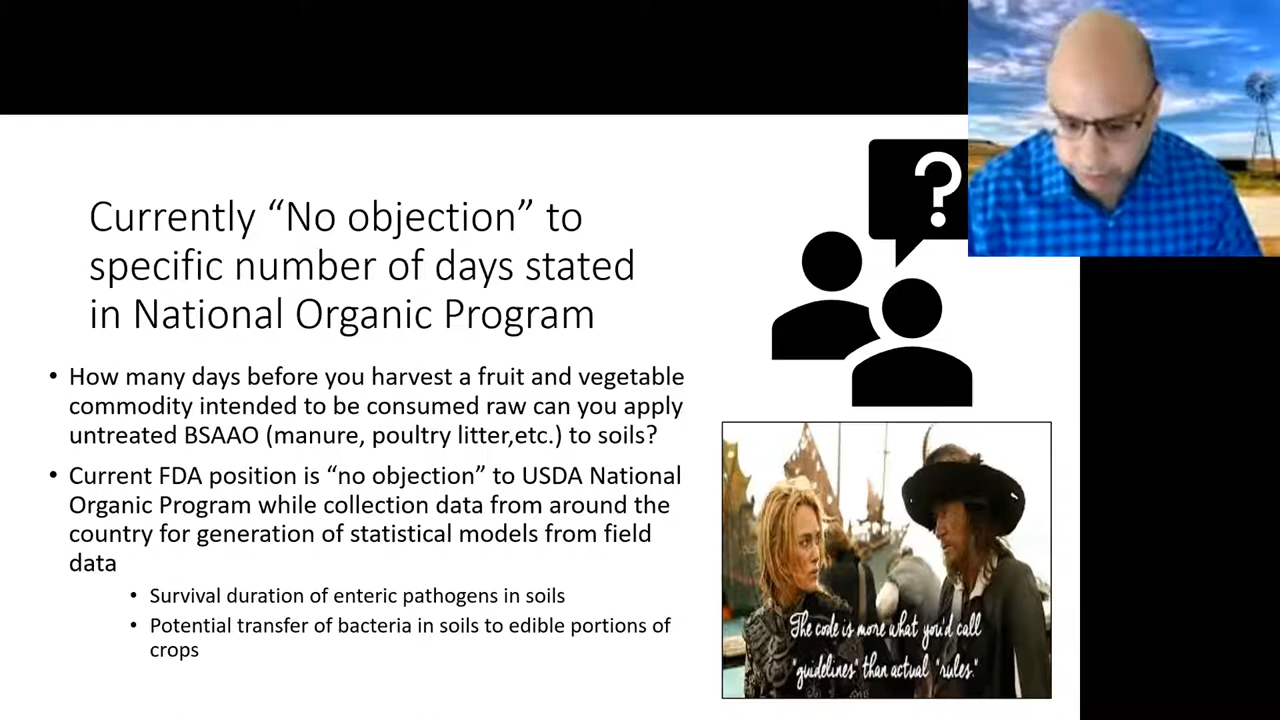 Currently “No objection” to
specific number of days stated
in National Organic Program
• How many days before you harvest a fruit and vegetable
commodity intended to be consumed raw can you apply
untreated BSAAO (manure, poultry litter,etc.) to soils?
• Current FDA position is “no objection” to USDA National
Organic Program while collection data from around the
country for generation of statistical models from field
data
• Survival duration of enteric pathogens in soils
• Potential transfer of bacteria in soils to edible portions of
crops
?
The code is more what you'd call
"guidelines" than actual "rules."